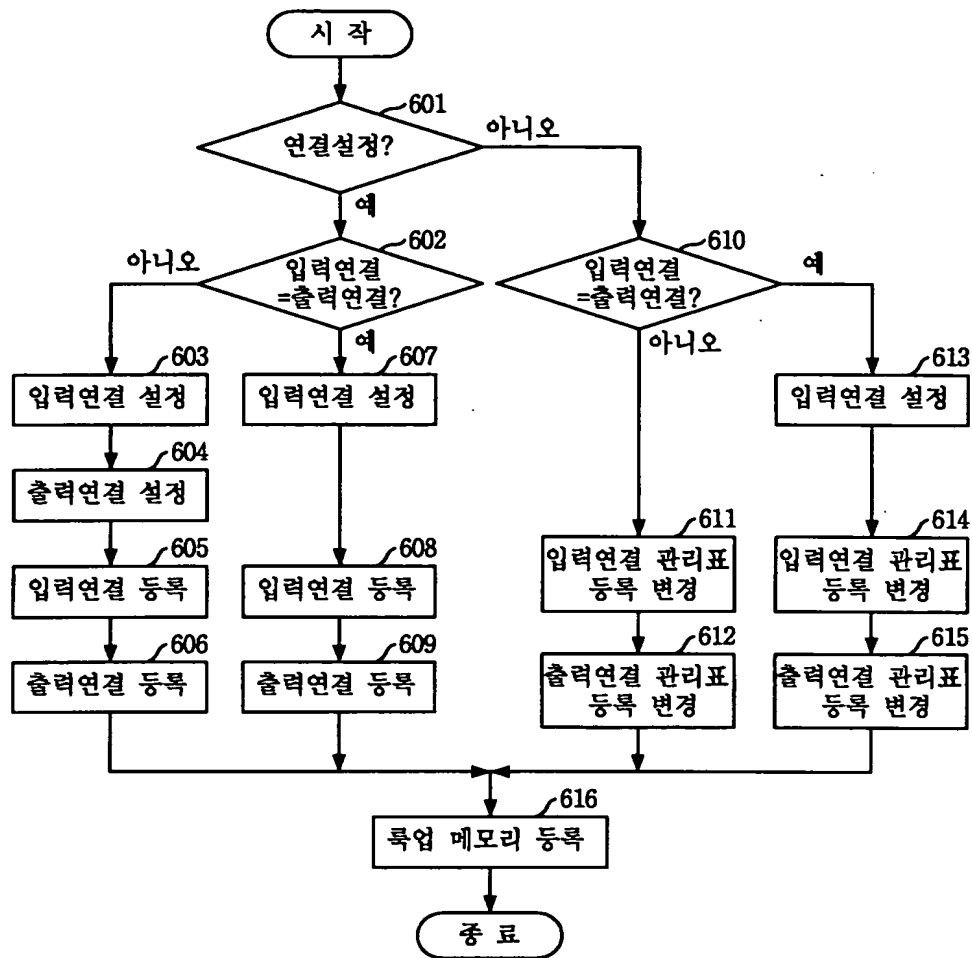 시 작
601
연결설정?
아니오
예
602
아니오
입력연결
=출력연결?
예
610
입력연결
=출력연결?
예
아니오
603
입력연결 설정
607
입력연결 설정
613
입력연결 설정
604
출력연결 설정
605
입력연결 등록
608
입력연결 등록
611
입력연결 관리표
등록 변경
614
입력연결 관리표
등록 변경
606
출력연결 등록
609
출력연결 등록
612
출력연결 관리표
등록 변경
615
출력연결 관리표
등록 변경
616
룩업 메모리 등록
종 료